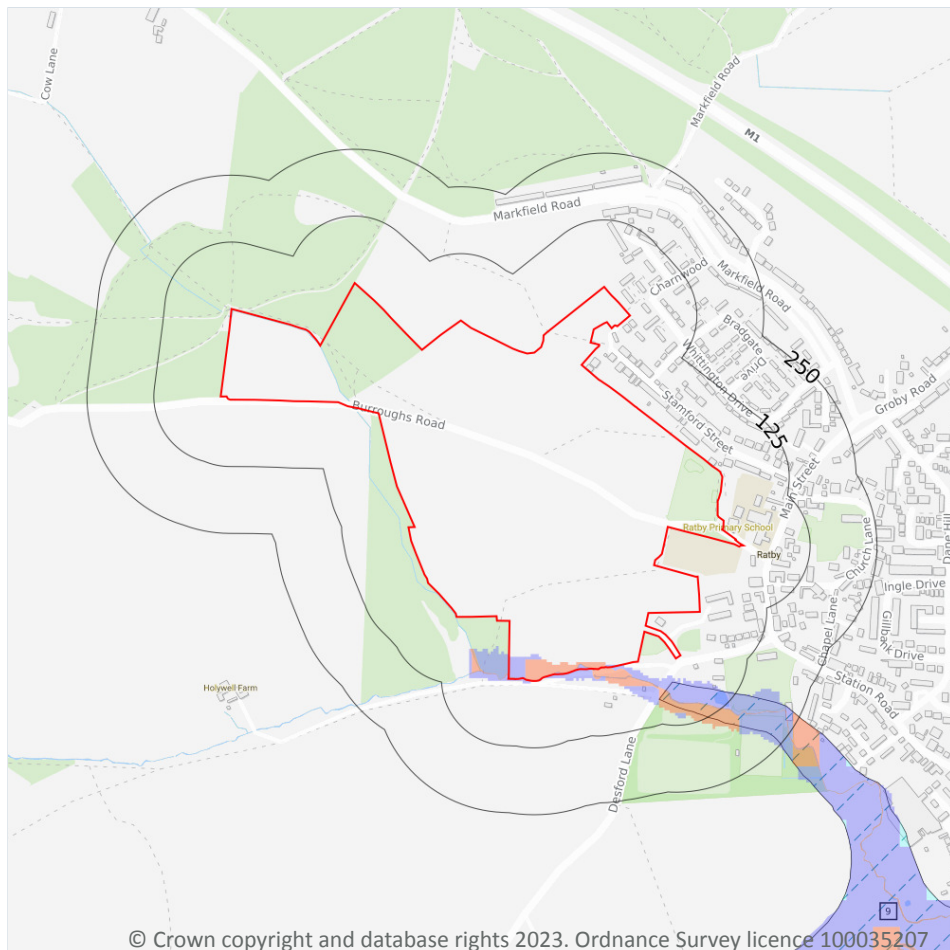 Cow Lane
Markfield Road
M1
Markfield Road
Charnwood
Markfield Road
Bradgate
Drive
250
Whittington Drive
Groby Road
Burroughs Road
Stamford Street
125
Main Street
Ratby Primary School
Ratby
Church Lane
Dane Hill
Ingle Drive
Gillbank Drive
Chapel Lane
Station Road
Holywell Farm
Desford Lane
9
© Crown copyright and database rights 2023. Ordnance Survey licence 100035207